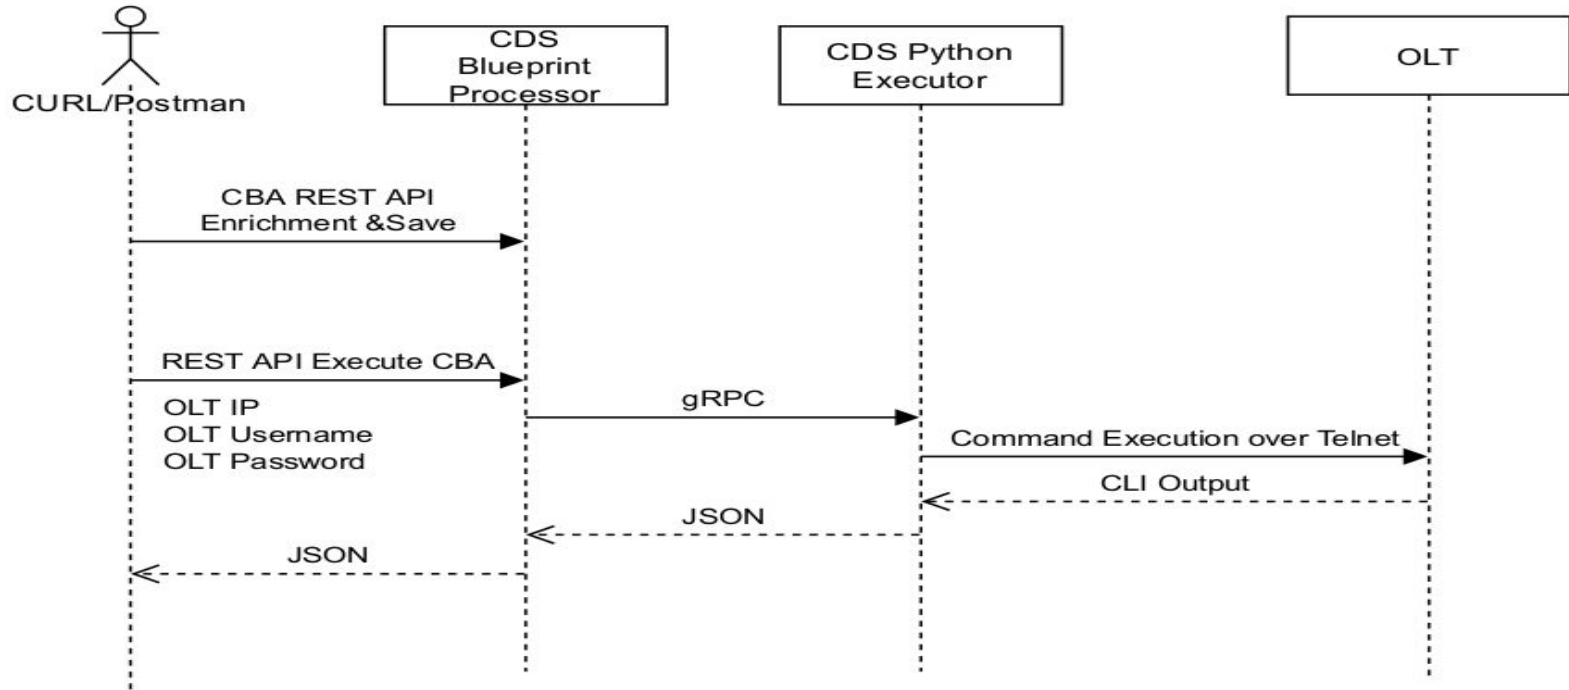 CURL/Postman
CDS
Blueprint
Processor
CDS Python
Executor
OLT
CBA REST API
Enrichment &Save
REST API Execute CBA
OLT IP
OLT Username
OLT Password
gRPC
Command Execution over Telnet
CLI Output
JSON
JSON